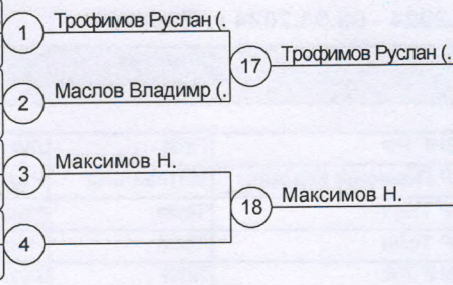 1
Трофимов Руслан (.
17
Трофимов Руслан (.
2
Маслов Владимр (.
3
Максимов Н.
18
Максимов Н.
4